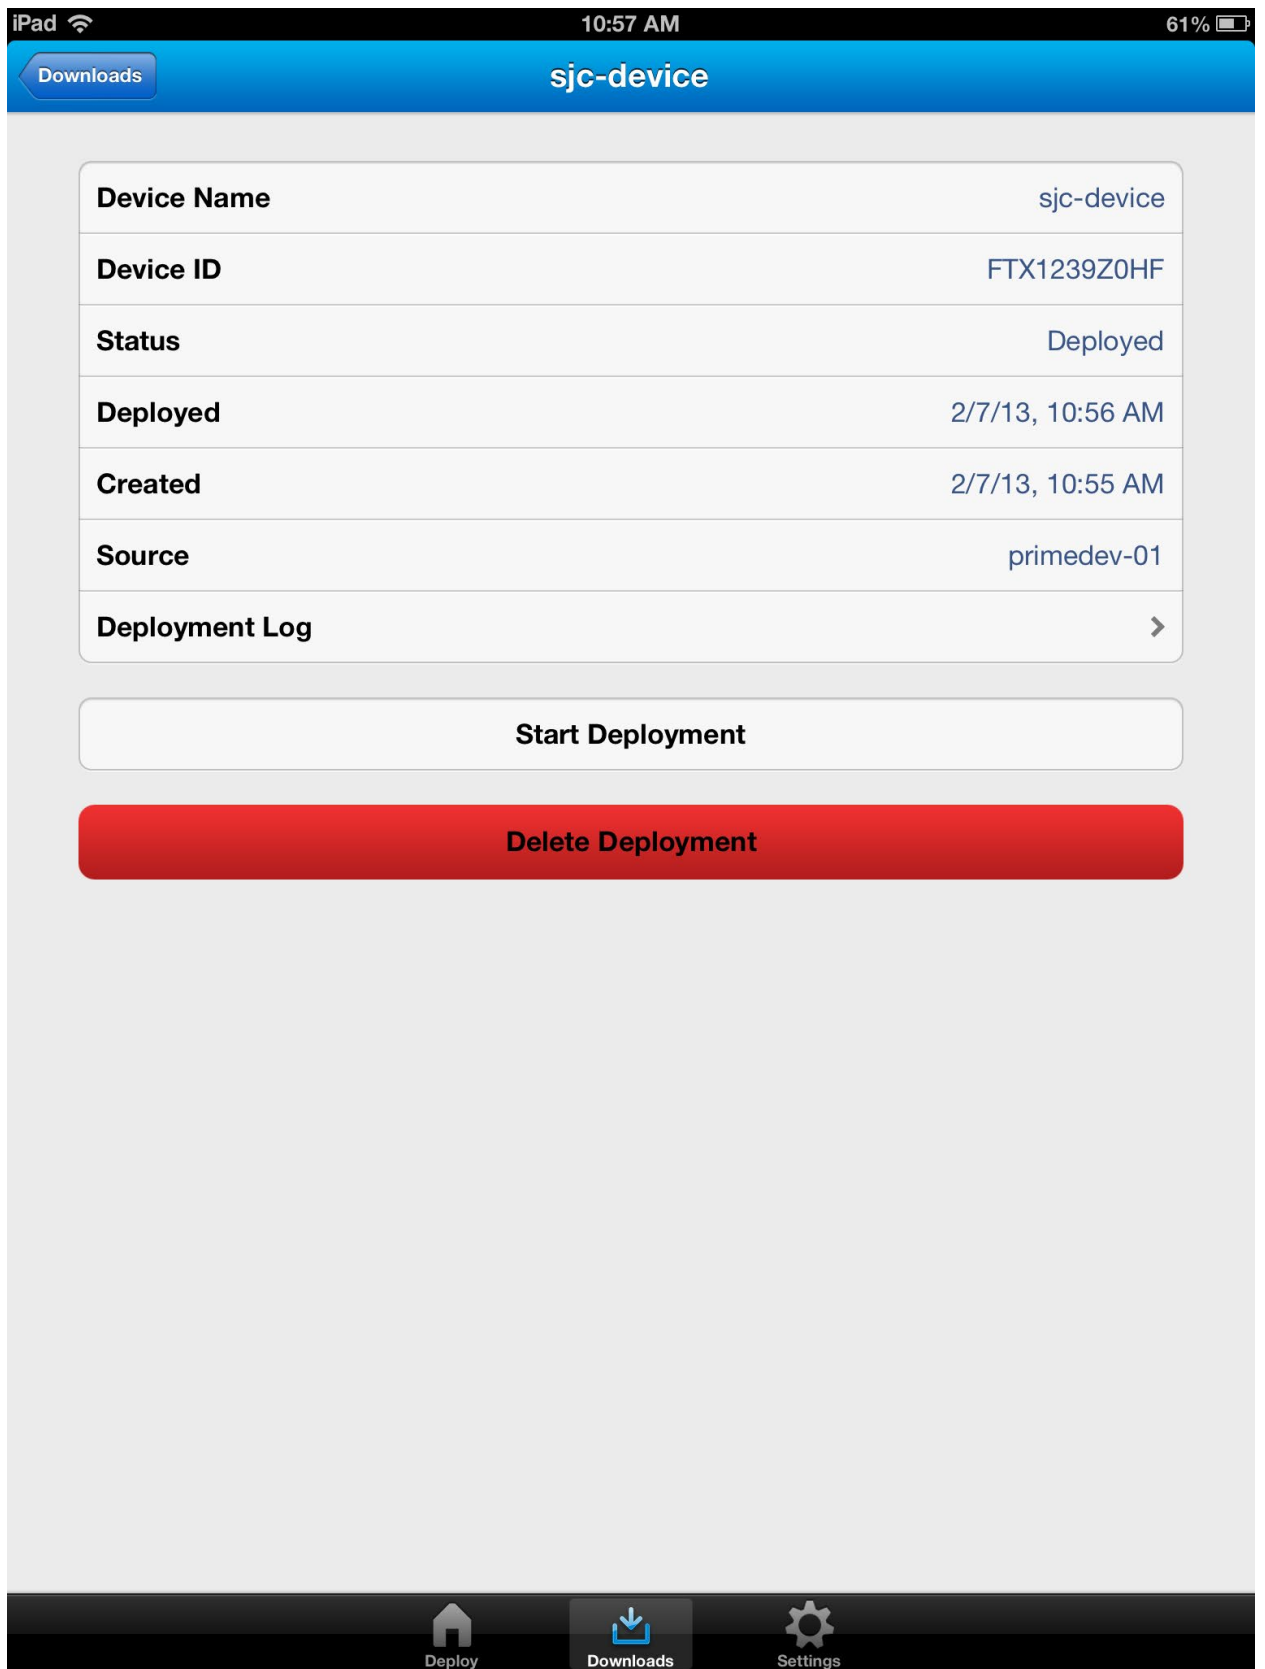 iPad 10:57 AM 61%
Downloads sjc-device
Device Name sjc-device
Device ID FTX1239Z0HF
Status Deployed
Deployed 2/7/13, 10:56 AM
Created 2/7/13, 10:55 AM
Source primedev-01
Deployment Log
Start Deployment
Delete Deployment
Deploy Downloads Settings